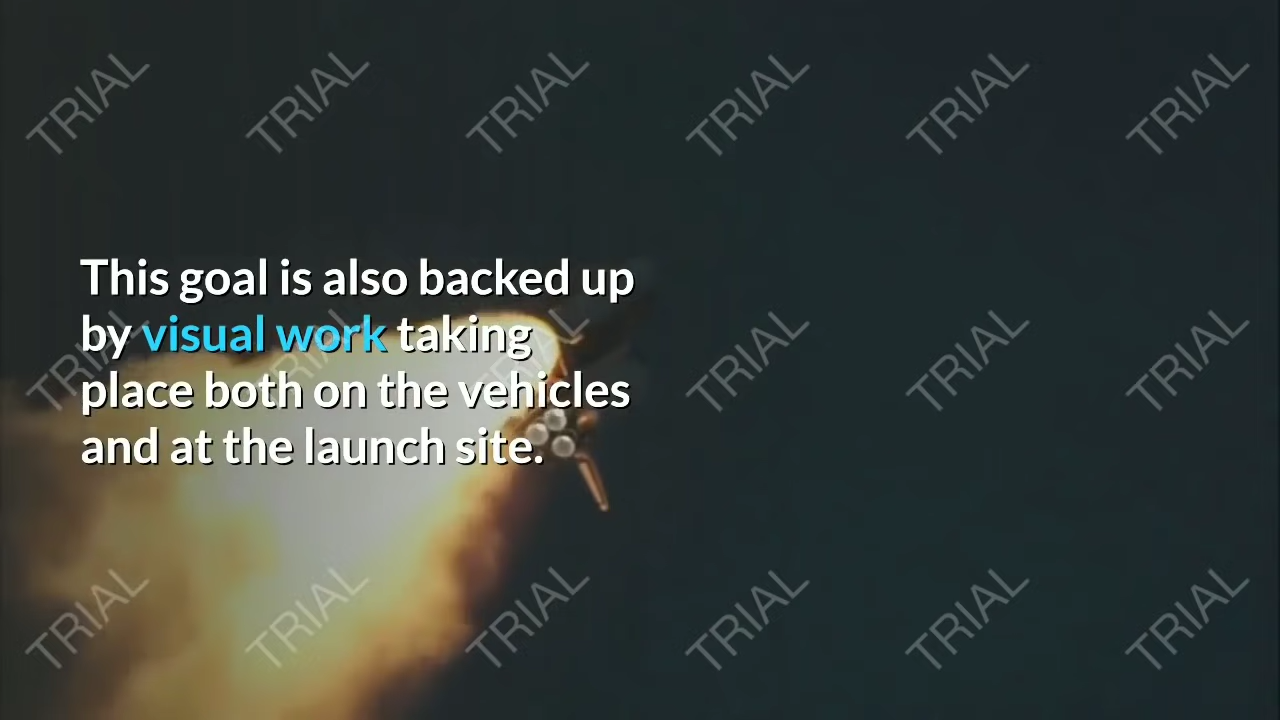 TRIAL TRIAL TRIAL TRIAL TRIAL TRIAL
This goal is also backed up
by visual work taking
place both on the vehicles
and at the launch site.
TRIAL TRIAL TRIAL TRIAL TRIAL TRIAL
TRIAL TRIAL TRIAL TRIAL TRIAL TRIAL